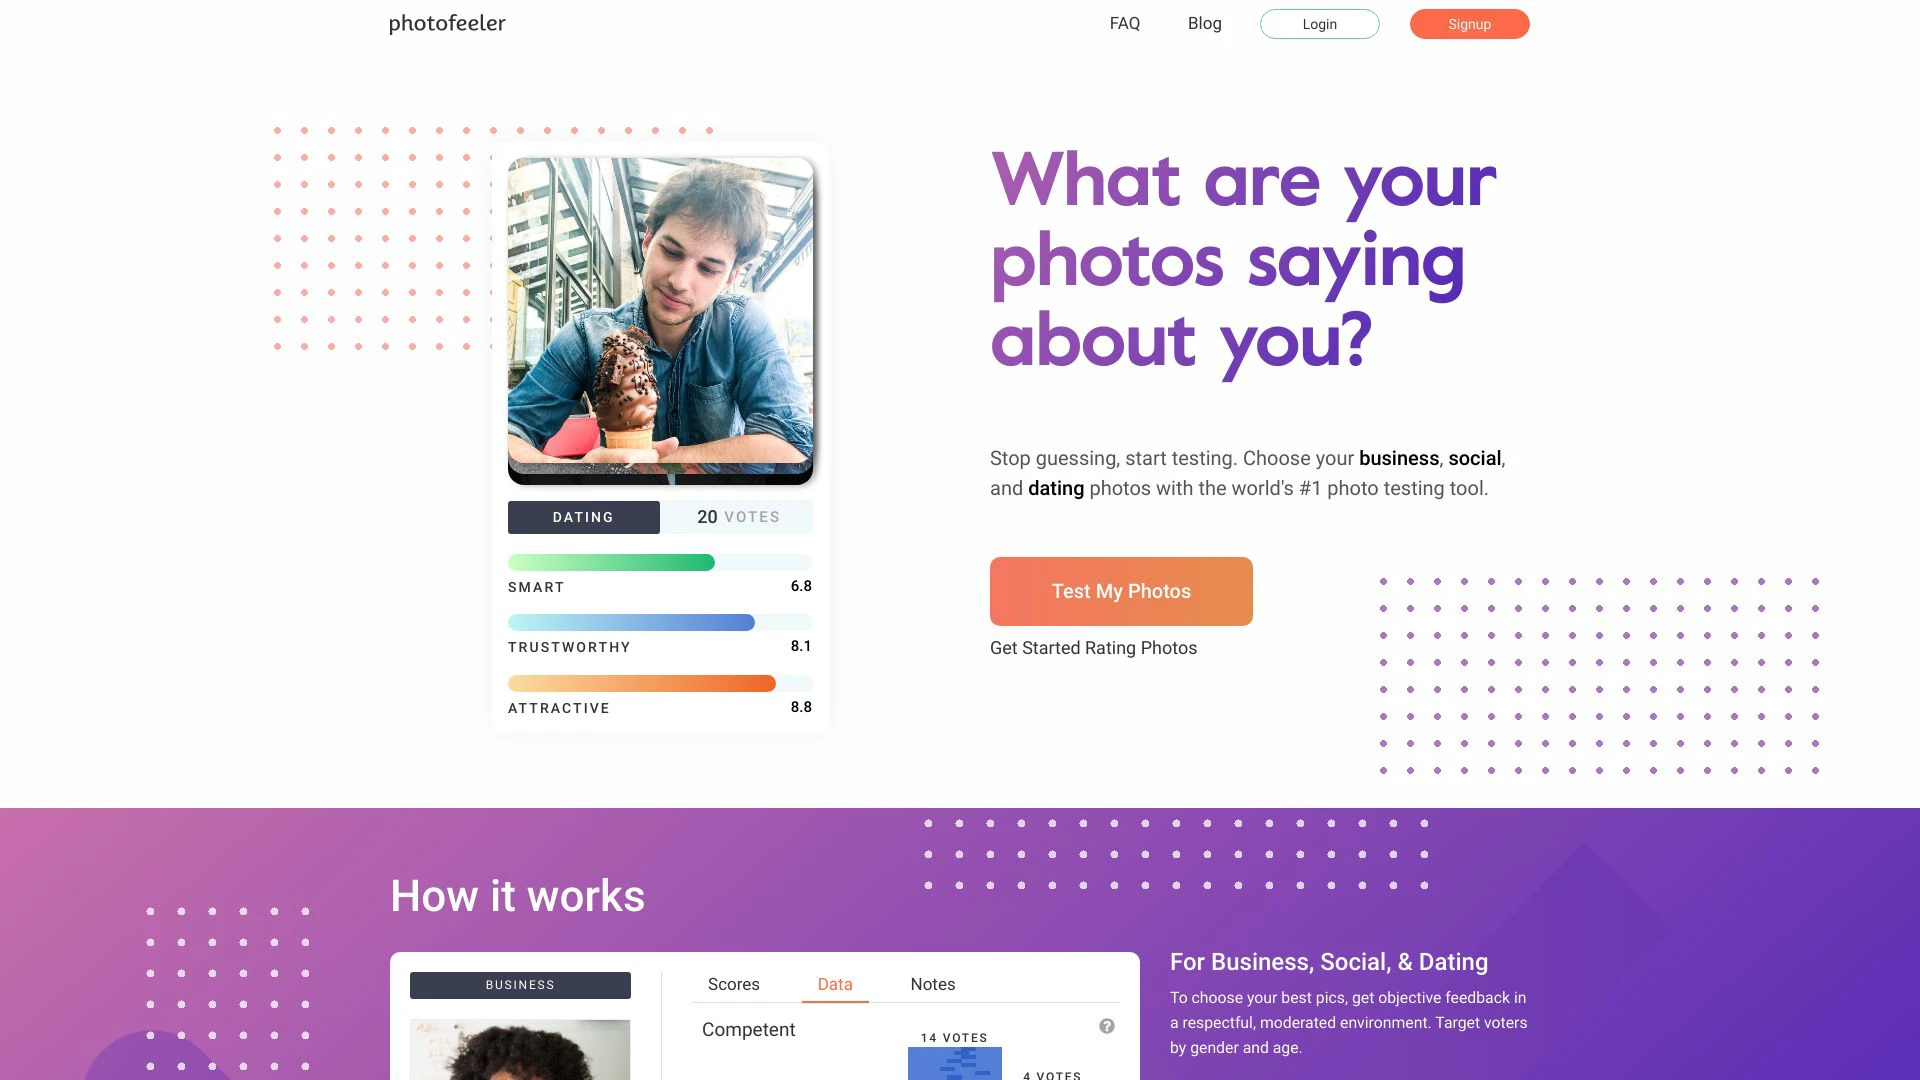 photofeeler
FAQ
Blog
Login
Signup
What are your
photos saying
about you?
Stop guessing, start testing. Choose your business, social,
and dating photos with the world's #1 photo testing tool.
Test My Photos
Get Started Rating Photos
DATING
20 VOTES
SMART
6.8
TRUSTWORTHY
8.1
ATTRACTIVE
8.8
How it works
BUSINESS
Scores
Data
Notes
Competent
?
14 VOTES
4 VOTES
For Business, Social, & Dating
To choose your best pics, get objective feedback in
a respectful, moderated environment. Target voters
by gender and age.